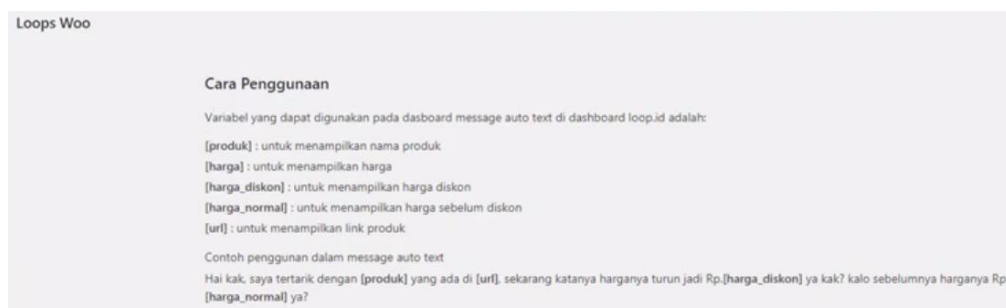 Loops Woo
Cara Penggunaan
Variabel yang dapat digunakan pada dasboard message auto text di dashboard loop.id adalah:
[produk] : untuk menampilkan nama produk
[harga] : untuk menampilkan harga
[harga_diskon] : untuk menampilkan harga diskon
[harga_normal] : untuk menampilkan harga sebelum diskon
[url] : untuk menampilkan link produk
Contoh penggunan dalam message auto text
Hai kak, saya tertarik dengan [produk] yang ada di [url], sekarang katanya harganya turun jadi Rp.[harga_diskon] ya kak? kalo sebelumnya harganya Rp
[harga_normal] ya?